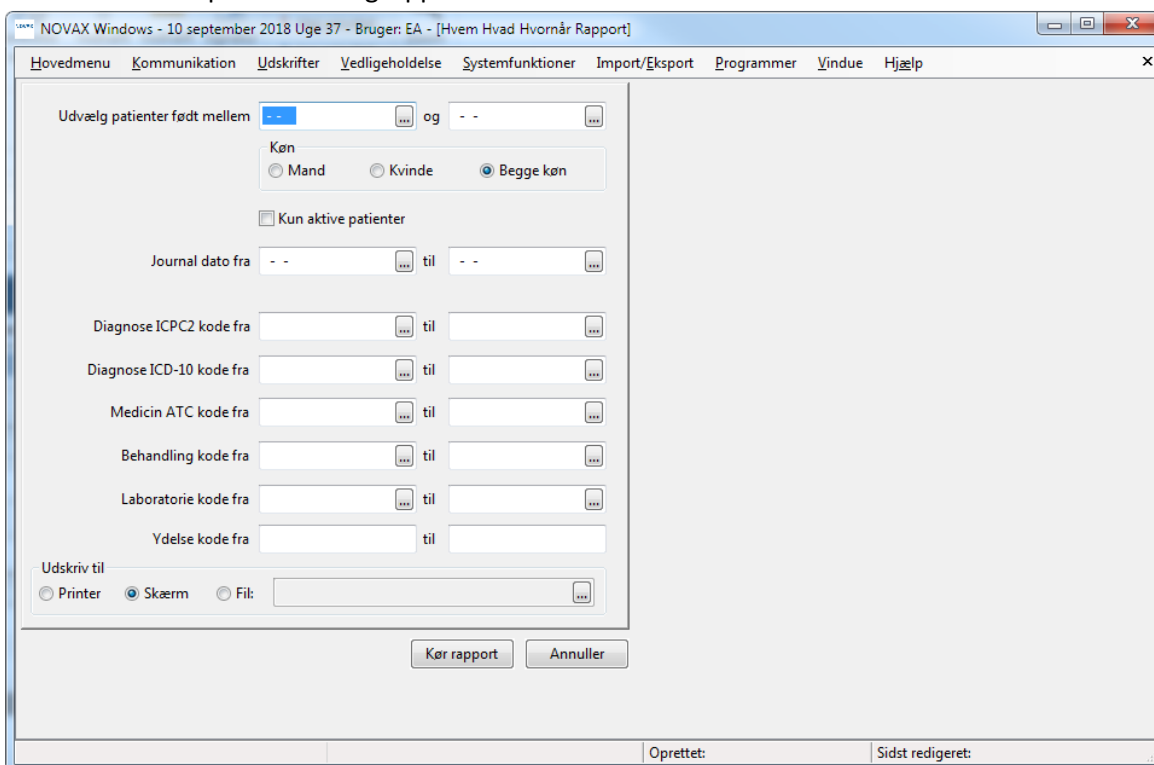 NOVAX Windows - 10 september 2018 Uge 37 - Bruger: EA - [Hvem Hvad Hvornår Rapport]
Hovedmenu Kommunikation Udskrifter Vedligeholdelse Systemfunktioner Import/Eksport Programmer Vindue Hjælp
Udvælg patienter født mellem - - ... og - - ...
Køn
Mand Kvinde Begge køn
Kun aktive patienter
Journal dato fra - - ... til - - ...
Diagnose ICPC2 kode fra ... til ...
Diagnose ICD-10 kode fra ... til ...
Medicin ATC kode fra ... til ...
Behandling kode fra ... til ...
Laboratorie kode fra ... til ...
Ydelse kode fra til
Udskriv til
Printer Skærm Fil: ...
Kør rapport Annuller
Oprettet: Sidst redigeret: